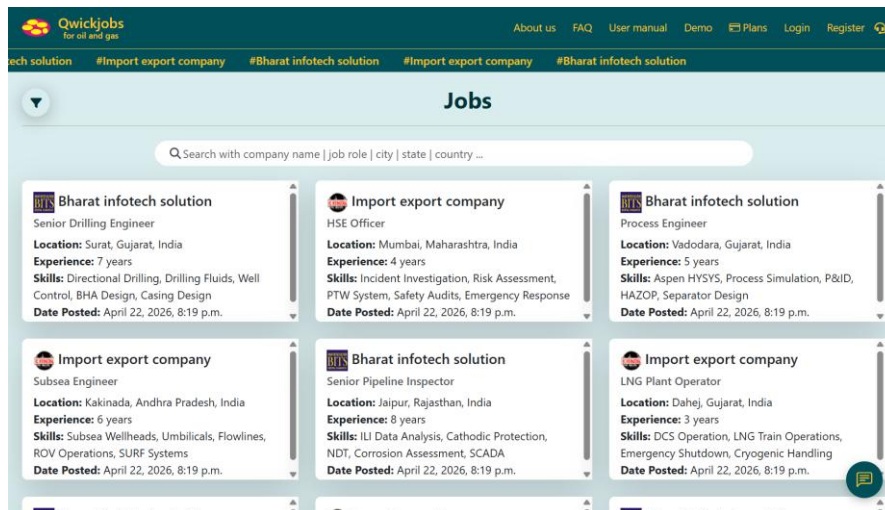 Qwickjobs
for oil and gas
About us FAQ User manual Demo Plans Login Register
tech solution #Import export company #Bharat infotech solution #Import export company #Bharat infotech solution
Jobs
Search with company name | job role | city | state | country ...
BITS Bharat infotech solution
Senior Drilling Engineer
Location: Surat, Gujarat, India
Experience: 7 years
Skills: Directional Drilling, Drilling Fluids, Well
Control, BHA Design, Casing Design
Date Posted: April 22, 2026, 8:19 p.m.
Import export company
HSE Officer
Location: Mumbai, Maharashtra, India
Experience: 4 years
Skills: Incident Investigation, Risk Assessment,
PTW System, Safety Audits, Emergency Response
Date Posted: April 22, 2026, 8:19 p.m.
BITS Bharat infotech solution
Process Engineer
Location: Vadodara, Gujarat, India
Experience: 5 years
Skills: Aspen HYSYS, Process Simulation, P&ID,
HAZOP, Separator Design
Date Posted: April 22, 2026, 8:19 p.m.
Import export company
Subsea Engineer
Location: Kakinada, Andhra Pradesh, India
Experience: 6 years
Skills: Subsea Wellheads, Umbilicals, Flowlines,
ROV Operations, SURF Systems
Date Posted: April 22, 2026, 8:19 p.m.
BITS Bharat infotech solution
Senior Pipeline Inspector
Location: Jaipur, Rajasthan, India
Experience: 8 years
Skills: ILI Data Analysis, Cathodic Protection,
NDT, Corrosion Assessment, SCADA
Date Posted: April 22, 2026, 8:19 p.m.
Import export company
LNG Plant Operator
Location: Dahej, Gujarat, India
Experience: 3 years
Skills: DCS Operation, LNG Train Operations,
Emergency Shutdown, Cryogenic Handling
Date Posted: April 22, 2026, 8:19 p.m.